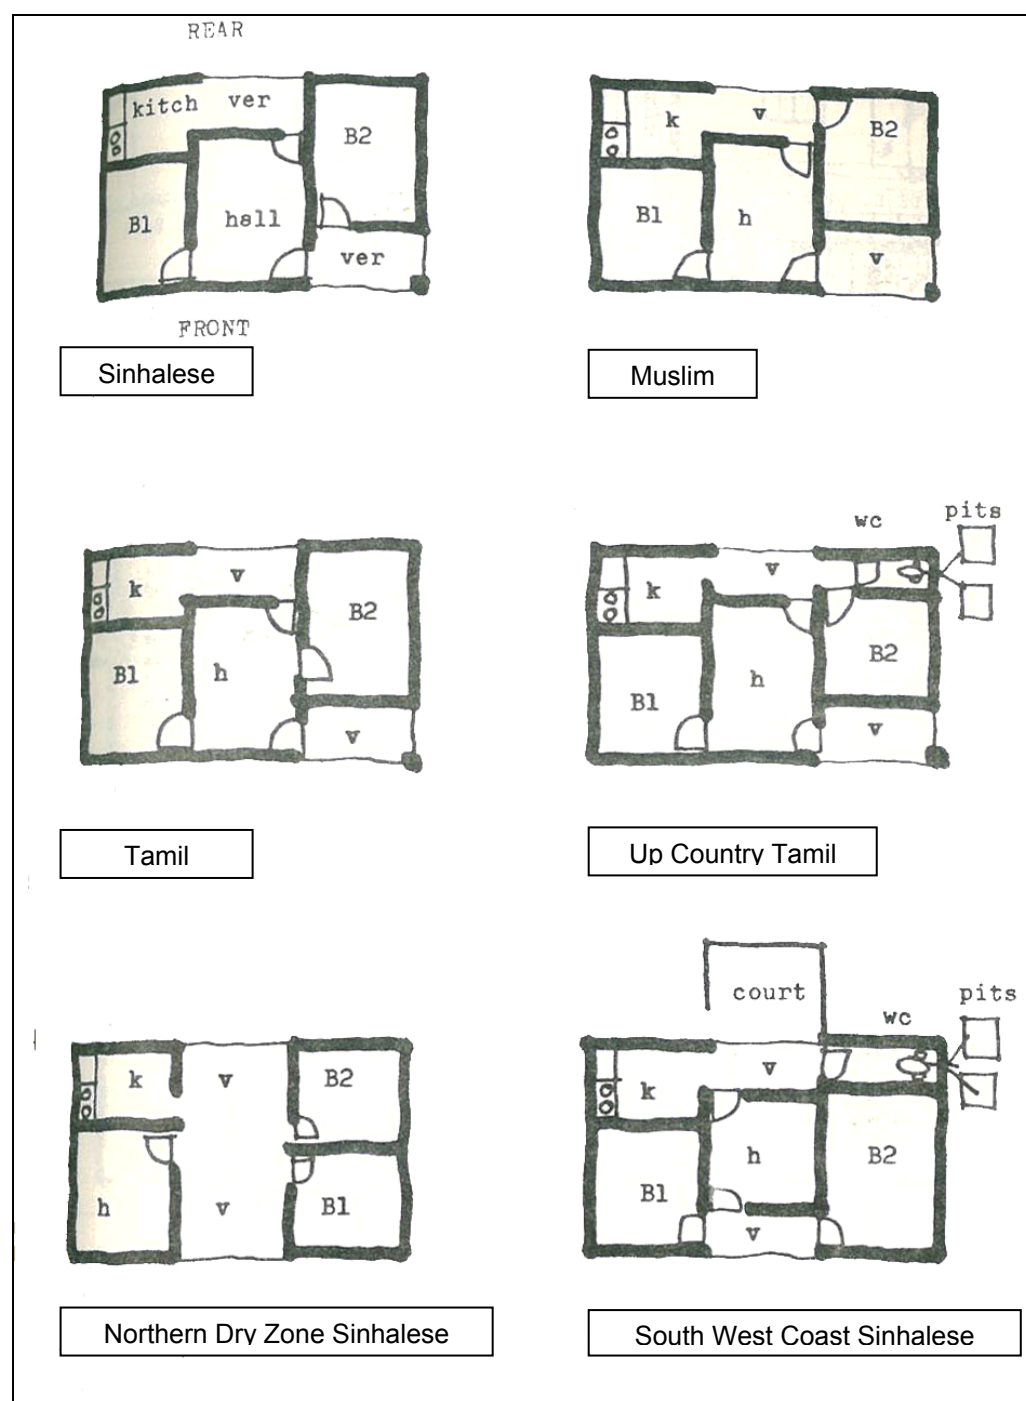 REAR
kitch ver
B2
B1
hall
ver
FRONT
Sinhalese
k
v
B2
B1
h
v
Muslim
k
v
B2
B1
h
v
Tamil
wc
pits
k
v
B2
B1
h
v
Up Country Tamil
k
v
B2
h
v
B1
Northern Dry Zone Sinhalese
court
pits
wc
k
v
h
B2
B1
v
South West Coast Sinhalese